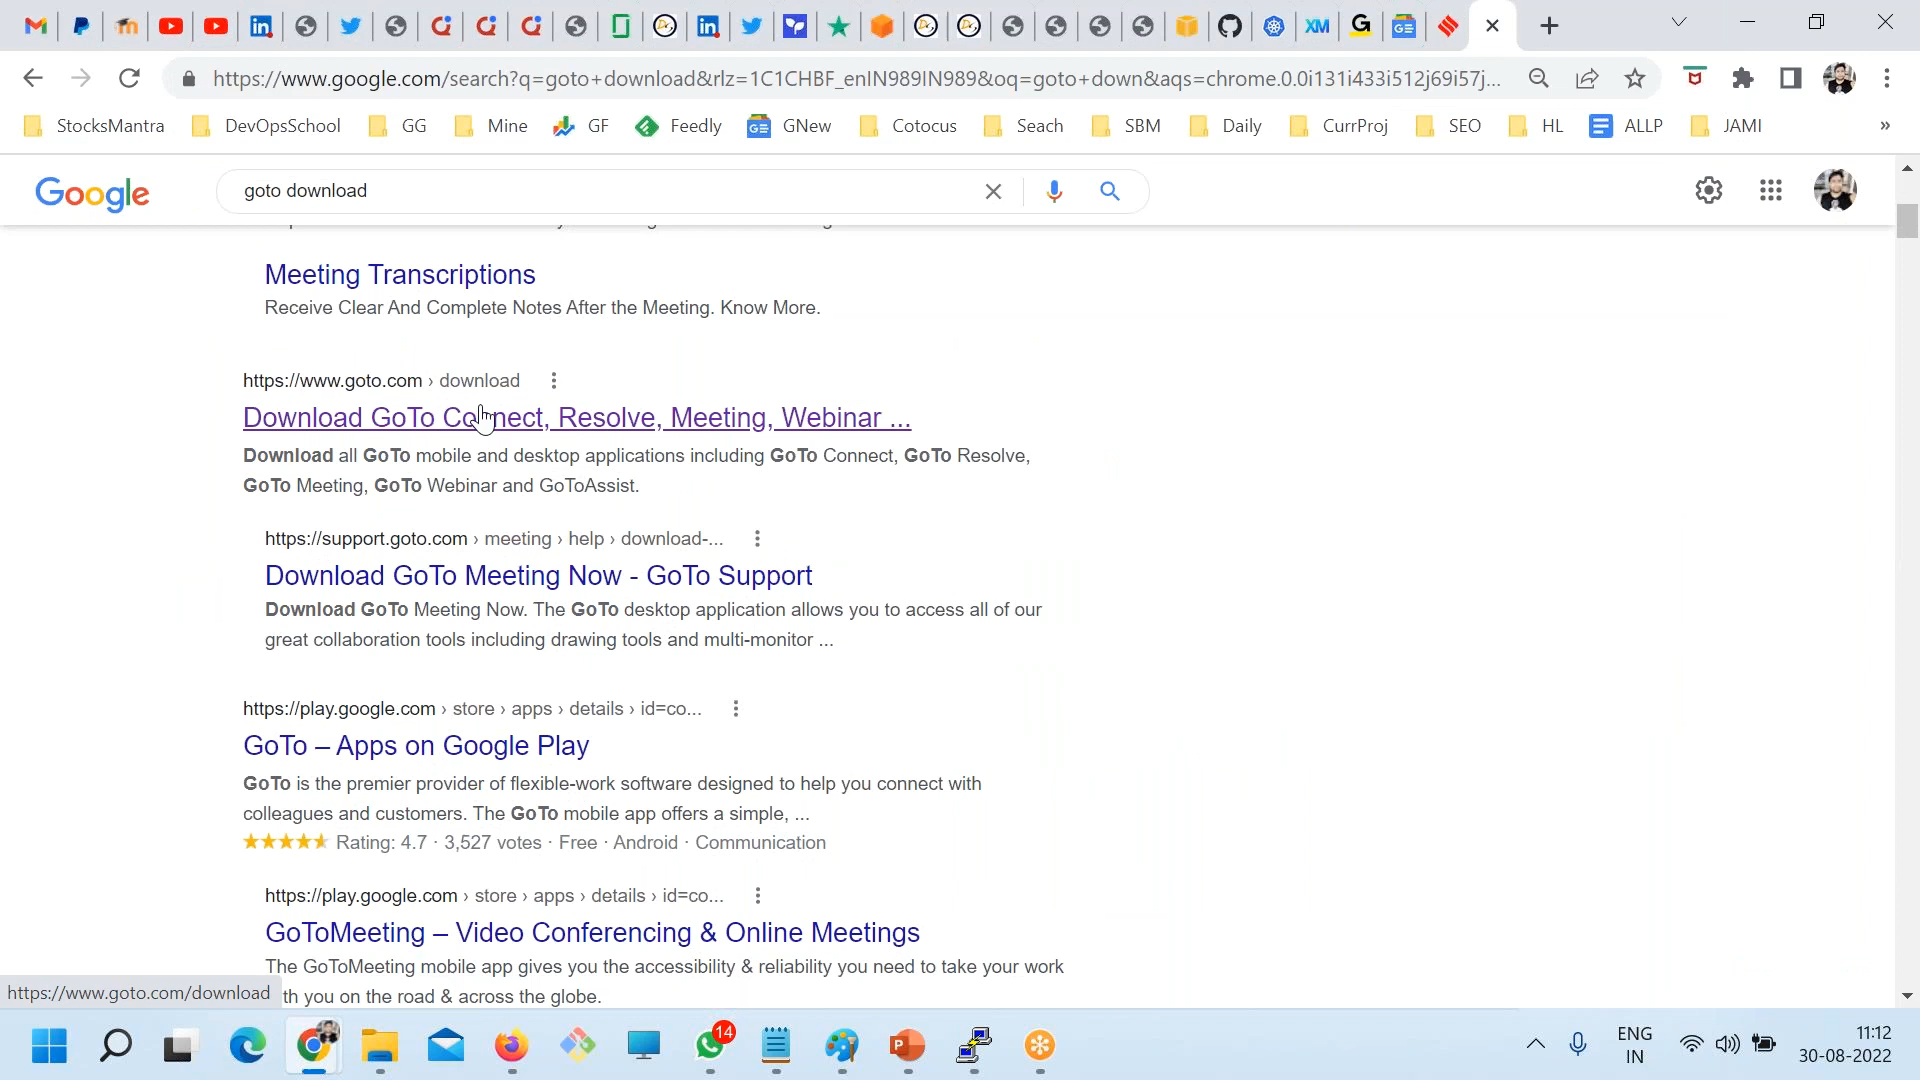 https://www.google.com/search?q=goto+download&rlz=1C1CHBF_enIN989IN989&oq=goto+down&aqs=chrome.0.0i131i433i512j69i57j...
StocksMantra DevOpsSchool GG Mine GF Feedly GNew Cotocus Seach SBM Daily CurrProj SEO HL ALLP JAMI »
Google goto download
Meeting Transcriptions
Receive Clear And Complete Notes After the Meeting. Know More.
https://www.goto.com › download
Download GoTo Connect, Resolve, Meeting, Webinar ...
Download all GoTo mobile and desktop applications including GoTo Connect, GoTo Resolve,
GoTo Meeting, GoTo Webinar and GoToAssist.
https://support.goto.com › meeting › help › download-...
Download GoTo Meeting Now - GoTo Support
Download GoTo Meeting Now. The GoTo desktop application allows you to access all of our
great collaboration tools including drawing tools and multi-monitor ...
https://play.google.com › store › apps › details › id=co...
GoTo – Apps on Google Play
GoTo is the premier provider of flexible-work software designed to help you connect with
colleagues and customers. The GoTo mobile app offers a simple, ...
Rating: 4.7 · 3,527 votes · Free · Android · Communication
https://play.google.com › store › apps › details › id=co...
GoToMeeting – Video Conferencing & Online Meetings
The GoToMeeting mobile app gives you the accessibility & reliability you need to take your work
th you on the road & across the globe.
https://www.goto.com/download
14
ENG
IN
11:12
30-08-2022